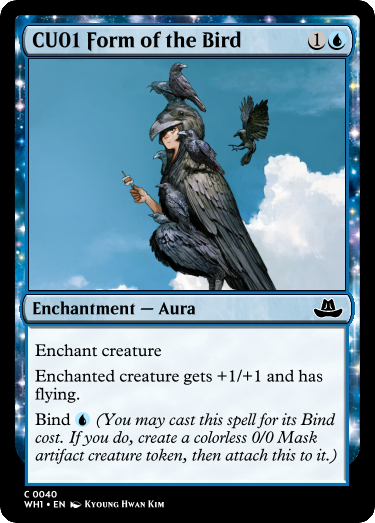 CU01 Form of the Bird 1
Enchantment — Aura
Enchant creature
Enchanted creature gets +1/+1 and has
flying.
Bind (You may cast this spell for its Bind
cost. If you do, create a colorless 0/0 Mask
artifact creature token, then attach this to it.)
C 0040
WH1 • EN Kyoung Hwan Kim